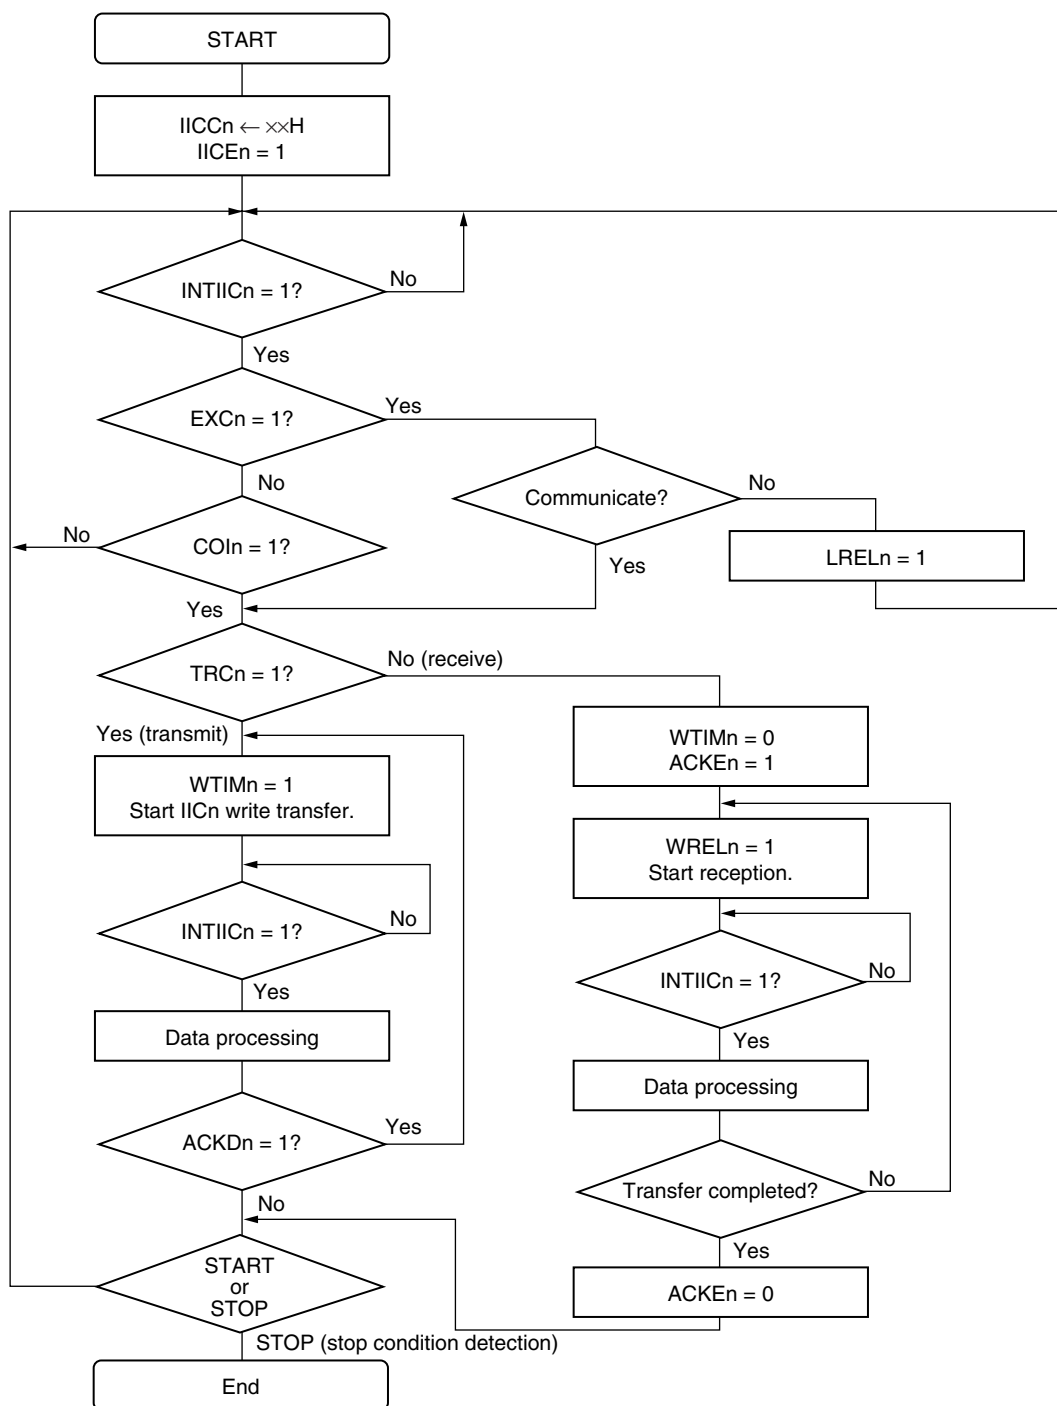 START
IICCn ← ××H
IICEn = 1
INTIICn = 1?
No
Yes
EXCn = 1?
Yes
No
Communicate?
No
Yes
LRELn = 1
COIn = 1?
No
Yes
TRCn = 1?
No (receive)
Yes (transmit)
WTIMn = 1
Start IICn write transfer.
INTIICn = 1?
No
Yes
Data processing
ACKDn = 1?
Yes
No
WTIMn = 0
ACKEn = 1
WRELn = 1
Start reception.
INTIICn = 1?
No
Yes
Data processing
Transfer completed?
No
Yes
ACKEn = 0
START
or
STOP
STOP (stop condition detection)
End